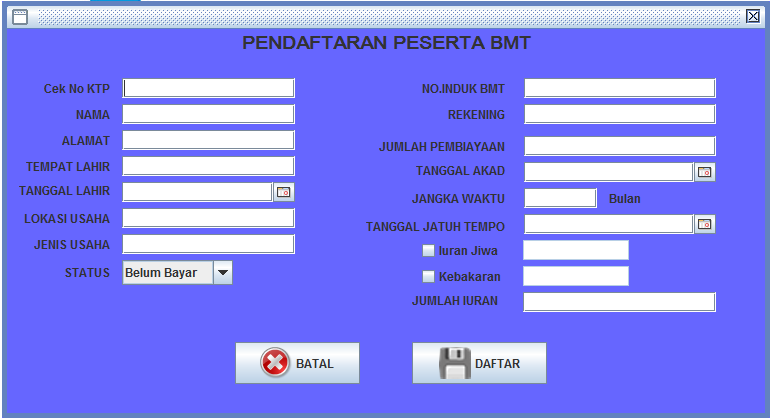 PENDAFTARAN PESERTA BMT
Cek No KTP
NAMA
ALAMAT
TEMPAT LAHIR
TANGGAL LAHIR
LOKASI USAHA
JENIS USAHA
STATUS Belum Bayar
NO.INDUK BMT
REKENING
JUMLAH PEMBIAYAAN
TANGGAL AKAD
JANGKA WAKTU Bulan
TANGGAL JATUH TEMPO
Iuran Jiwa
Kebakaran
JUMLAH IURAN
BATAL
DAFTAR